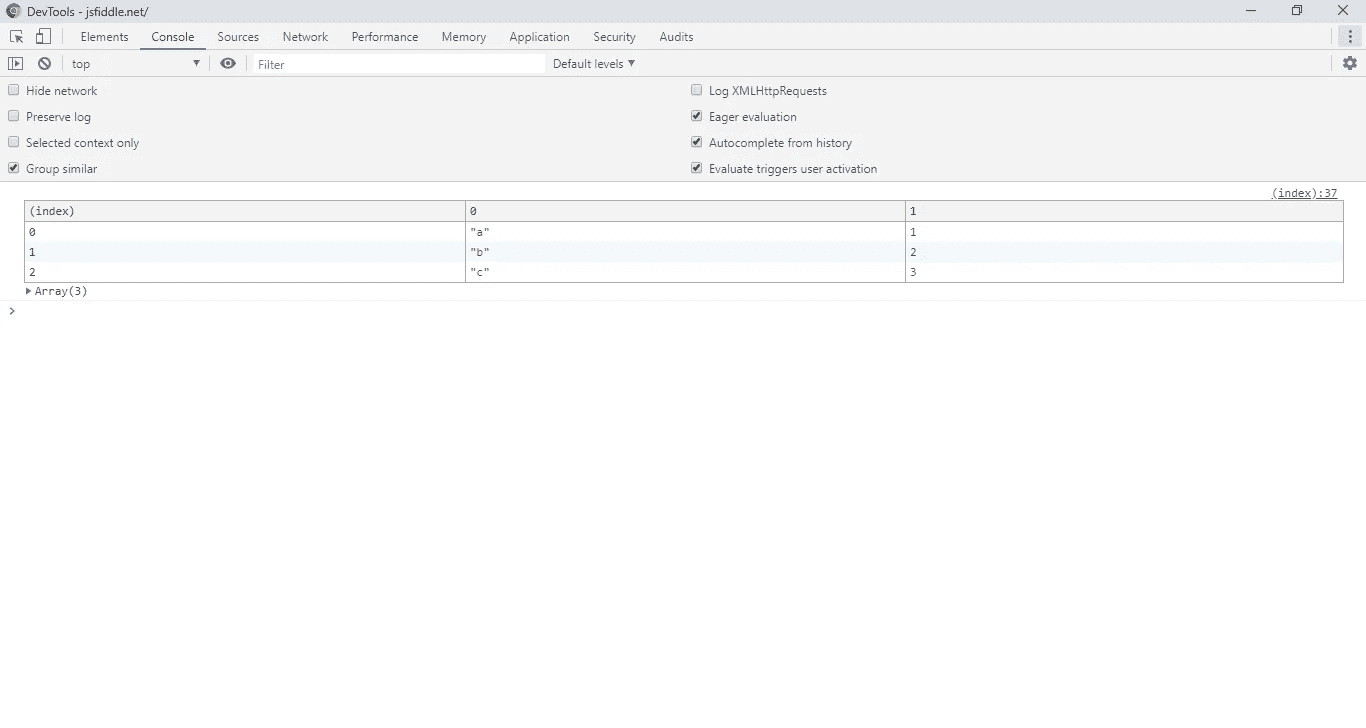 DevTools - jsfiddle.net/
Elements Console Sources Network Performance Memory Application Security Audits
top Filter Default levels
Hide network Log XMLHttpRequests
Preserve log Eager evaluation
Selected context only Autocomplete from history
Group similar Evaluate triggers user activation
(index):37
(index) 0 1
0 "a" 1
1 "b" 2
2 "c" 3
Array(3)